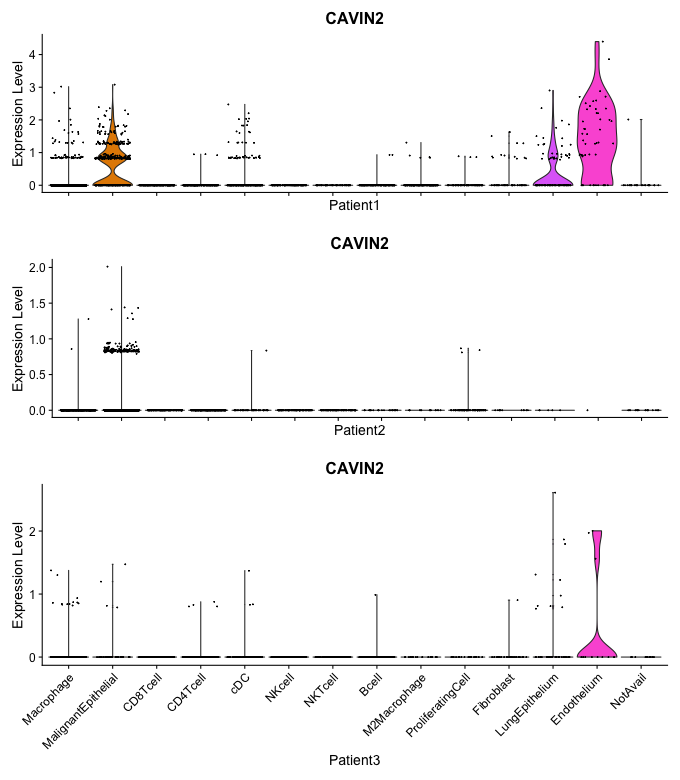 CAVIN2
Expression Level
4
3
2
1
0
Patient1
CAVIN2
Expression Level
2.0
1.5
1.0
0.5
0.0
Patient2
CAVIN2
Expression Level
2
1
0
Macrophage
MalignantEpithelial
CD8Tcell
CD4Tcell
cDC
NKcell
NKTcell
Bcell
M2Macrophage
ProliferatingCell
Fibroblast
LungEpithelium
Endothelium
NotAvail
Patient3